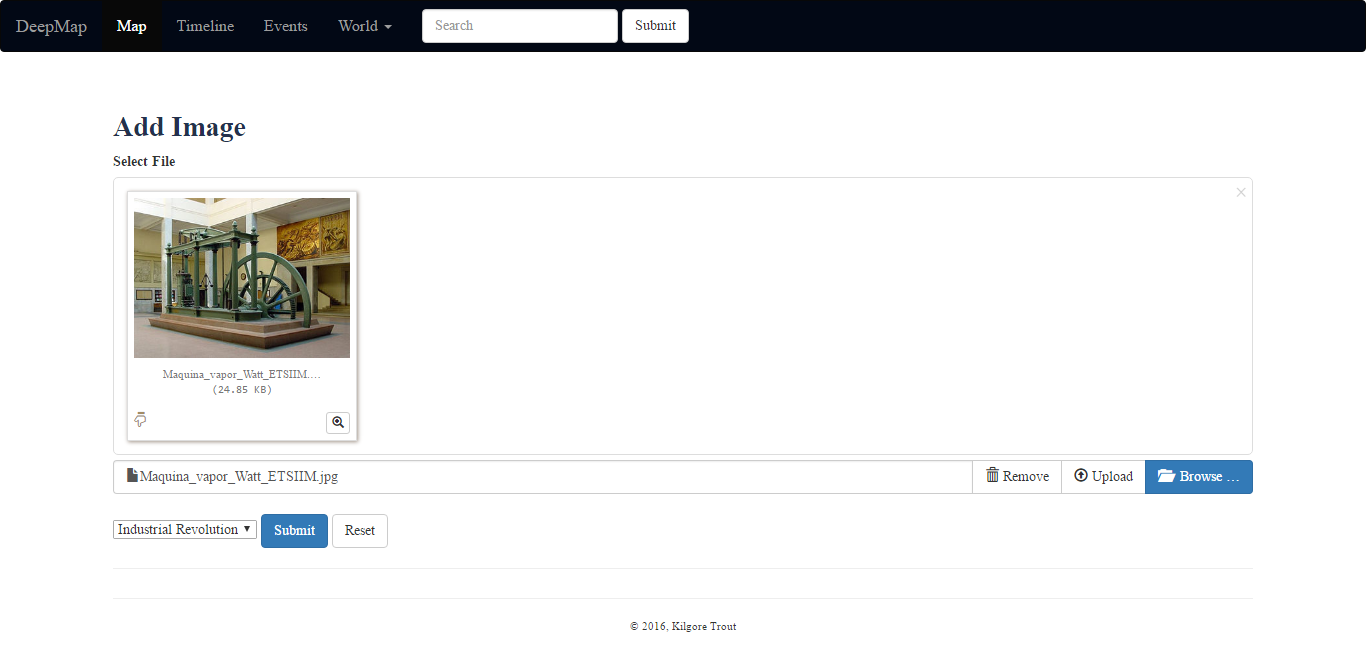 DeepMap Map Timeline Events World Search Submit
Add Image
Select File
×
Maquina_vapor_Watt_ETSIIM....
(24.85 KB)
Maquina_vapor_Watt_ETSIIM.jpg Remove Upload Browse ...
Industrial Revolution Submit Reset
© 2016, Kilgore Trout